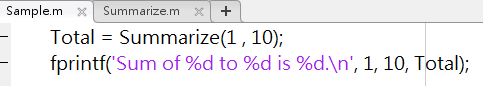 Sample.m × Summarize.m × +
Total = Summarize(1 , 10);
fprintf('Sum of %d to %d is %d.\n', 1, 10, Total);